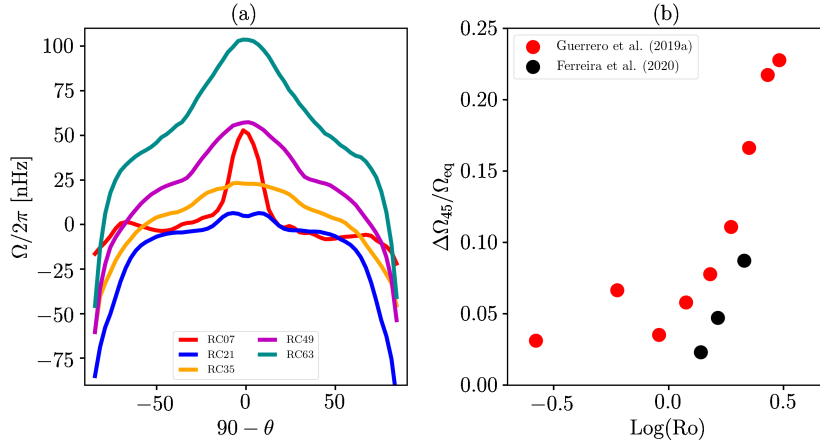 (a)
100
75
50
25
0
−25
−50
−75
Ω/2π [nHz]
−50
0
50
90 − θ
RC07
RC21
RC35
RC49
RC63
(b)
0.25
0.20
0.15
0.10
0.05
0.00
ΔΩ45/Ωeq
Guerrero et al. (2019a)
Ferreira et al. (2020)
−0.5
0.0
0.5
Log(Ro)